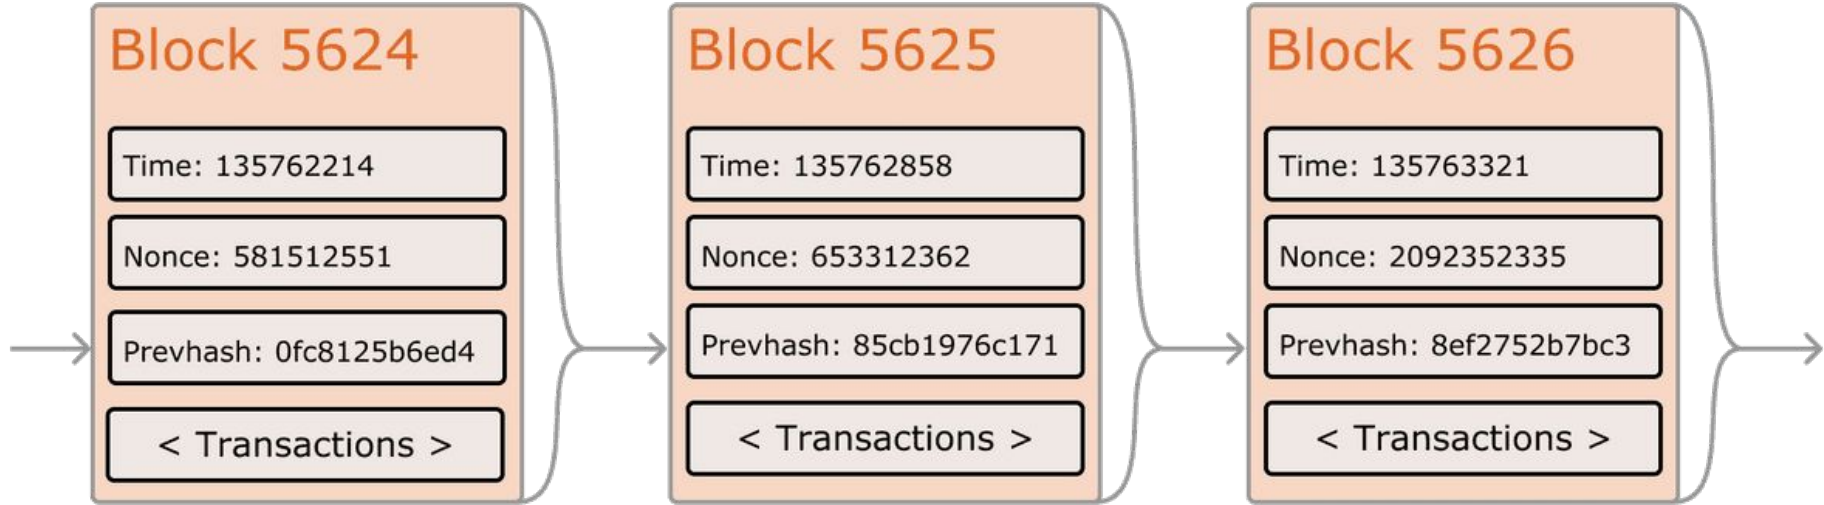 Block 5624
Time: 135762214
Nonce: 581512551
Prevhash: 0fc8125b6ed4
< Transactions >
Block 5625
Time: 135762858
Nonce: 653312362
Prevhash: 85cb1976c171
< Transactions >
Block 5626
Time: 135763321
Nonce: 2092352335
Prevhash: 8ef2752b7bc3
< Transactions >